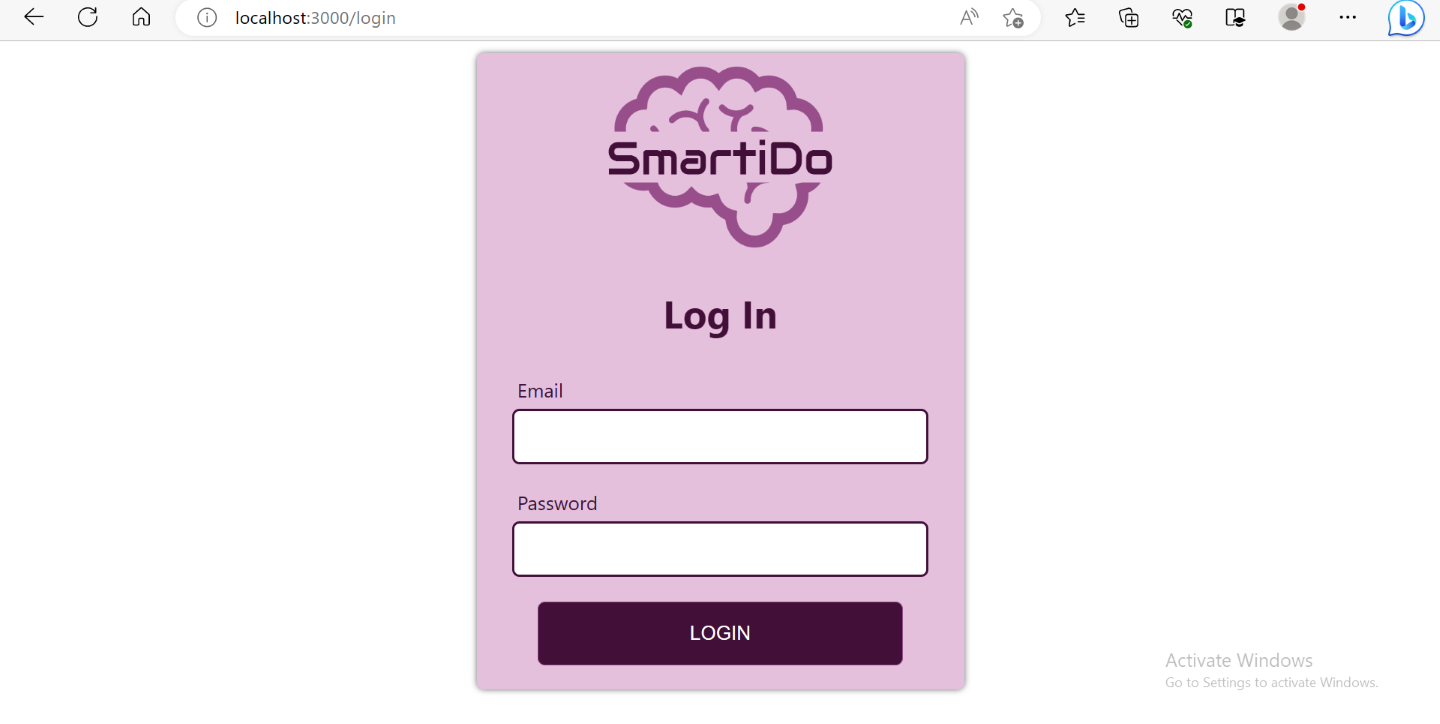 localhost:3000/login
SmartiDo
Log In
Email
Password
LOGIN
Activate Windows
Go to Settings to activate Windows.